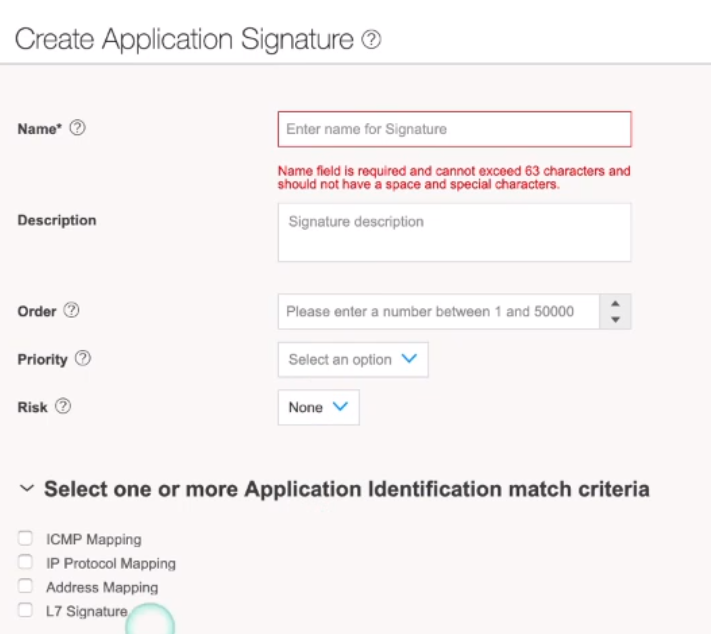 Create Application Signature ?
Name* ?
Enter name for Signature
Name field is required and cannot exceed 63 characters and
should not have a space and special characters.
Description
Signature description
Order ?
Please enter a number between 1 and 50000
Priority ?
Select an option
Risk ?
None
Select one or more Application Identification match criteria
ICMP Mapping
IP Protocol Mapping
Address Mapping
L7 Signature